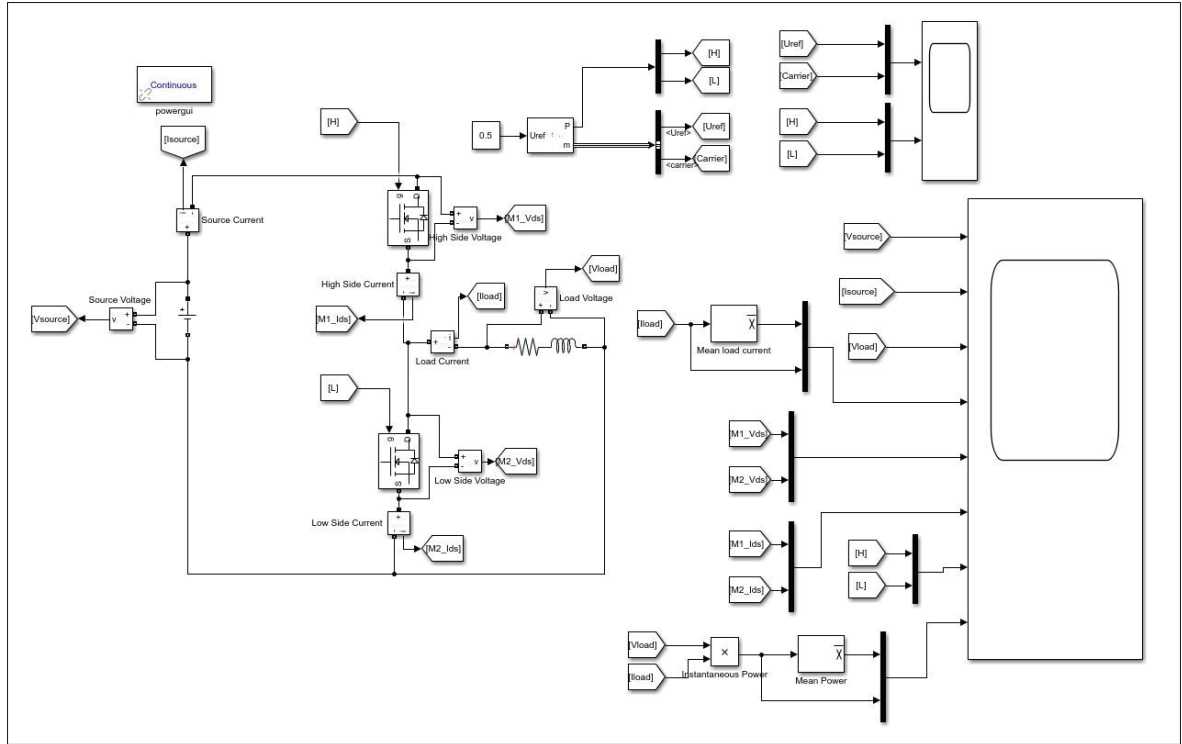 Continuous
powergui
[Isource]
Source Current
Source Voltage
[Vsource]
[H]
g
D
S
+
-
v
[M1_Vds]
High Side Voltage
High Side Current
[M1_Ids]
[Iload]
Load Current
[Vload]
Load Voltage
[L]
g
D
S
+
-
v
[M2_Vds]
Low Side Voltage
Low Side Current
[M2_Ids]
0.5
Uref
P
m
[H]
[L]
<Uref>
[Uref]
<carrier>
[Carrier]
[Uref]
[Carrier]
[H]
[L]
[Vsource]
[Isource]
[Vload]
[Iload]
Mean load current
[M1_Vds]
[M2_Vds]
[M1_Ids]
[M2_Ids]
[H]
[L]
[Vload]
[Iload]
×
Instantaneous Power
Mean Power